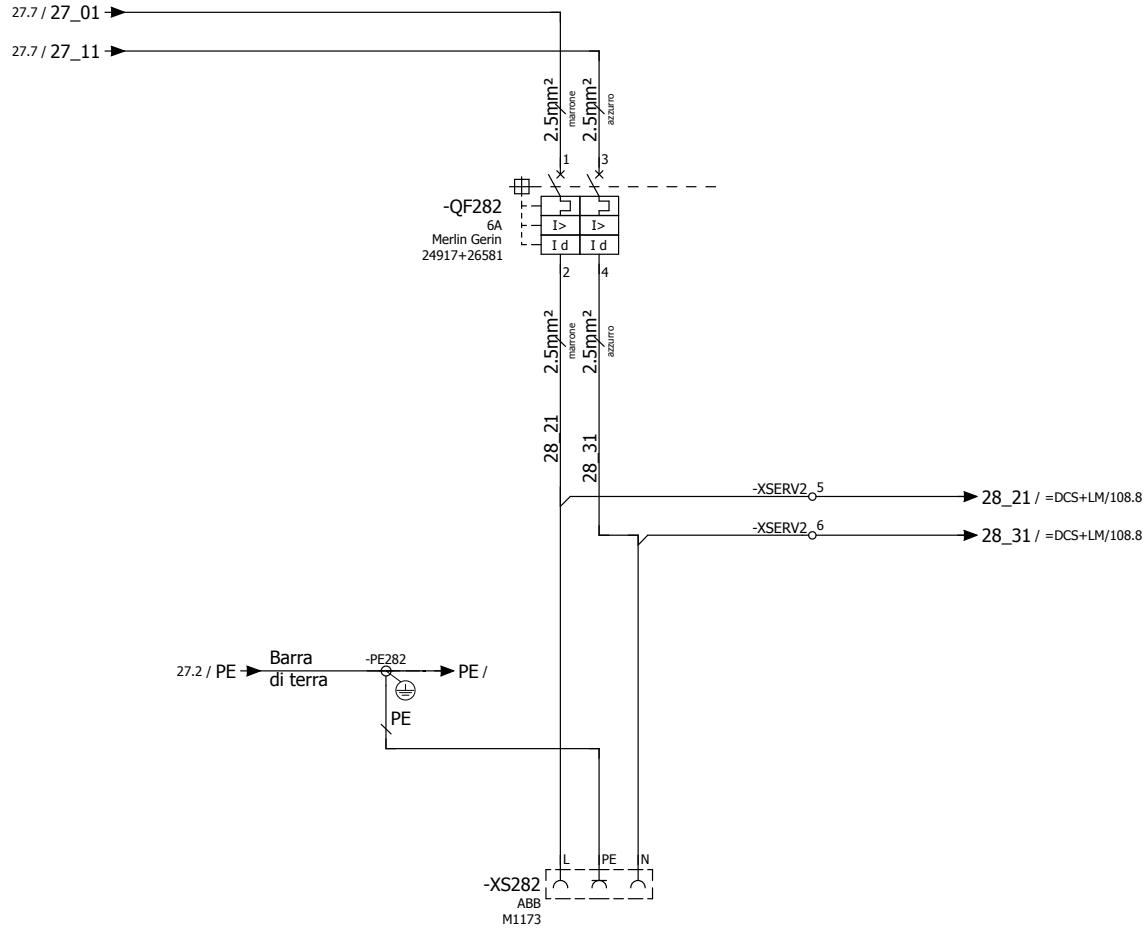 27.7 / 27_01
27.7 / 27_11
2.5mm²
marrone
2.5mm²
azzurro
1
3
-QF282
6A
Merlin Gerin
24917+26581
I>
I>
I d
I d
2
4
2.5mm²
marrone
2.5mm²
azzurro
28_21
28_31
-XSERV2
5
28_21 / =DCS+LM/108.8
-XSERV2
6
28_31 / =DCS+LM/108.8
27.2 / PE
Barra
di terra
-PE282
PE /
PE
L
PE
N
-XS282
ABB
M1173